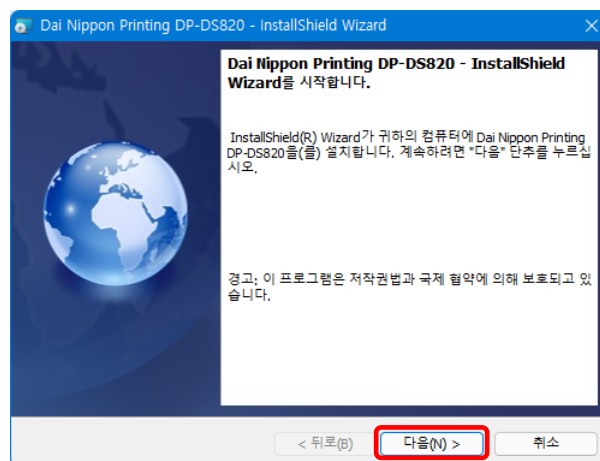 Dai Nippon Printing DP-DS820 - InstallShield Wizard
Dai Nippon Printing DP-DS820 - InstallShield
Wizard를 시작합니다.
InstallShield(R) Wizard가 귀하의 컴퓨터에 Dai Nippon Printing
DP-DS820을(를) 설치합니다. 계속하려면 "다음" 단추를 누르십
시오.
경고: 이 프로그램은 저작권법과 국제 협약에 의해 보호되고 있
습니다.
< 뒤로(B) 다음(N) > 취소